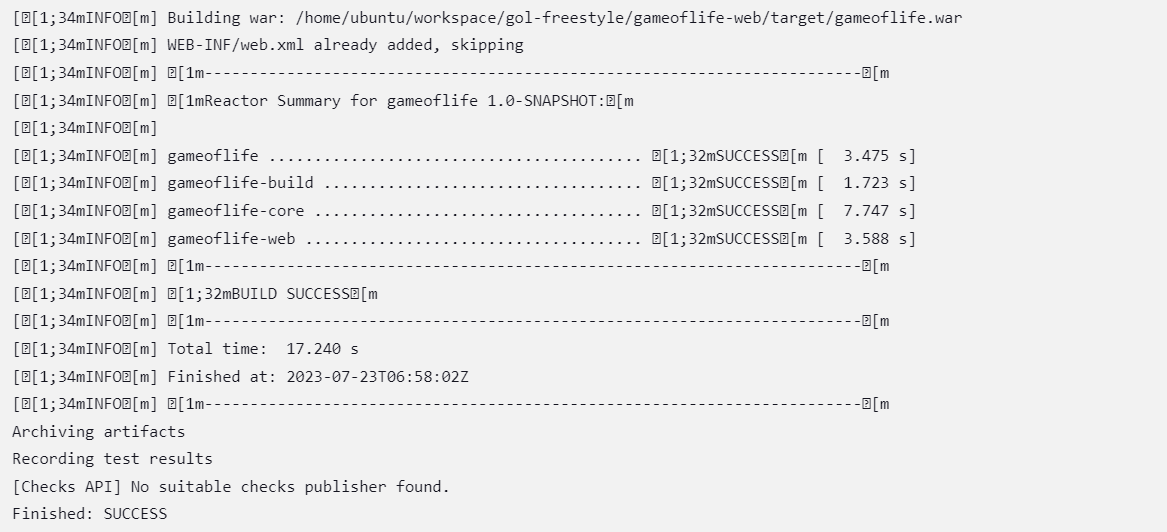 [␛[1;34mINFO␛[m] Building war: /home/ubuntu/workspace/gol-freestyle/gameoflife-web/target/gameoflife.war
[␛[1;34mINFO␛[m] WEB-INF/web.xml already added, skipping
[␛[1;34mINFO␛[m] ␛[1m------------------------------------------------------------------------␛[m
[␛[1;34mINFO␛[m] ␛[1mReactor Summary for gameoflife 1.0-SNAPSHOT:␛[m
[␛[1;34mINFO␛[m]
[␛[1;34mINFO␛[m] gameoflife ......................................... ␛[1;32mSUCCESS␛[m [  3.475 s]
[␛[1;34mINFO␛[m] gameoflife-build ................................... ␛[1;32mSUCCESS␛[m [  1.723 s]
[␛[1;34mINFO␛[m] gameoflife-core .................................... ␛[1;32mSUCCESS␛[m [  7.747 s]
[␛[1;34mINFO␛[m] gameoflife-web ..................................... ␛[1;32mSUCCESS␛[m [  3.588 s]
[␛[1;34mINFO␛[m] ␛[1m------------------------------------------------------------------------␛[m
[␛[1;34mINFO␛[m] ␛[1;32mBUILD SUCCESS␛[m
[␛[1;34mINFO␛[m] ␛[1m------------------------------------------------------------------------␛[m
[␛[1;34mINFO␛[m] Total time:  17.240 s
[␛[1;34mINFO␛[m] Finished at: 2023-07-23T06:58:02Z
[␛[1;34mINFO␛[m] ␛[1m------------------------------------------------------------------------␛[m
Archiving artifacts
Recording test results
[Checks API] No suitable checks publisher found.
Finished: SUCCESS